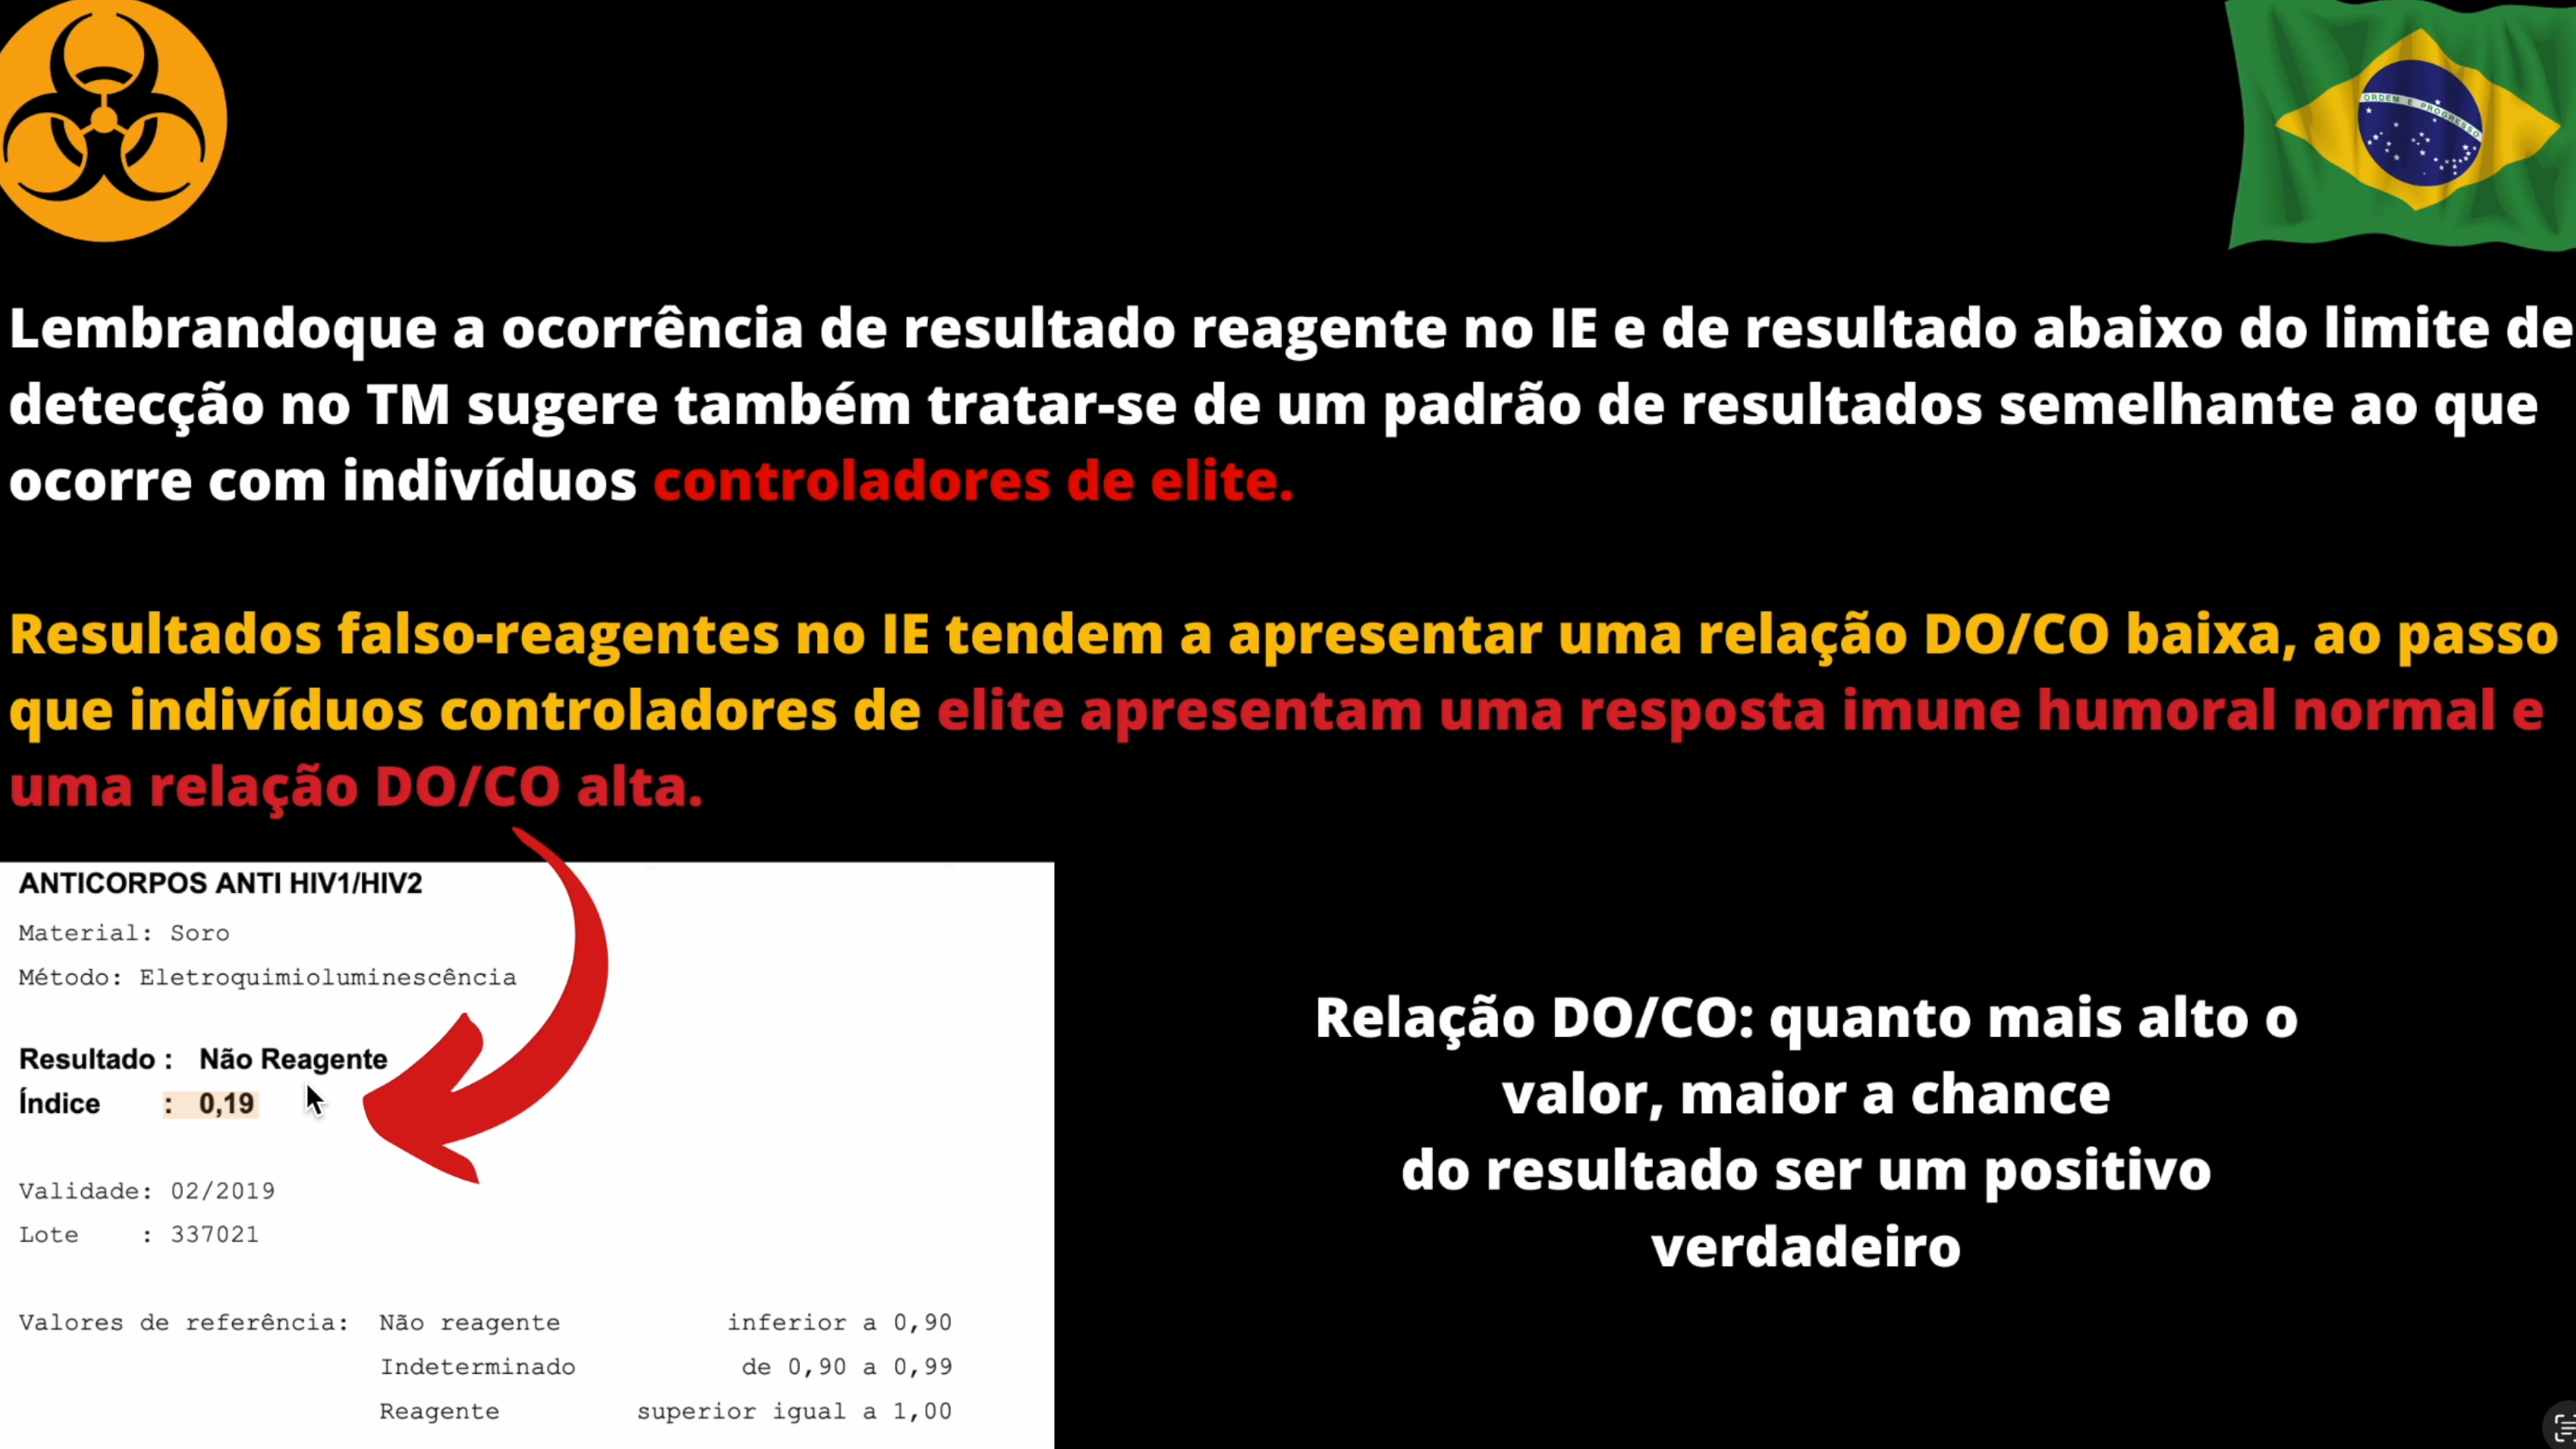 ORDEM E PROGRESSO
Lembrandoque a ocorrência de resultado reagente no IE e de resultado abaixo do limite de
detecção no TM sugere também tratar-se de um padrão de resultados semelhante ao que
ocorre com indivíduos controladores de elite.
Resultados falso-reagentes no IE tendem a apresentar uma relação DO/CO baixa, ao passo
que indivíduos controladores de elite apresentam uma resposta imune humoral normal e
uma relação DO/CO alta.
ANTICORPOS ANTI HIV1/HIV2
Material: Soro
Método: Eletroquimioluminescência
Resultado : Não Reagente
Índice : 0,19
Validade: 02/2019
Lote : 337021
Valores de referência: Não reagente inferior a 0,90
Indeterminado de 0,90 a 0,99
Reagente superior igual a 1,00
Relação DO/CO: quanto mais alto o
valor, maior a chance
do resultado ser um positivo
verdadeiro